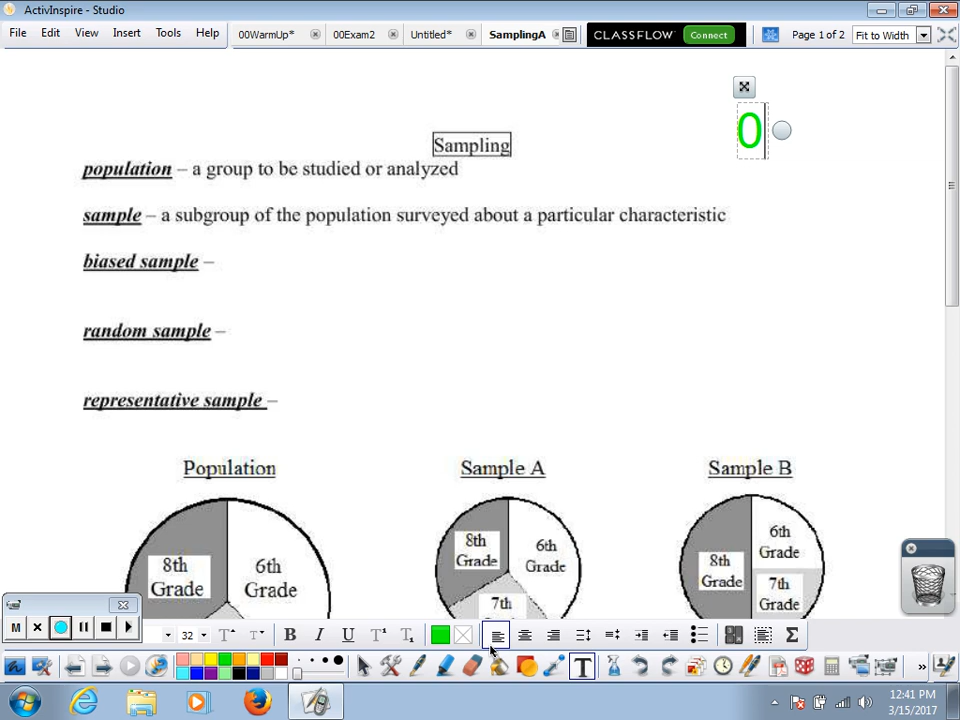 ActivInspire - Studio
File Edit View Insert Tools Help 00WarmUp* 00Exam2 Untitled* SamplingA CLASSFLOW Connect Page 1 of 2 Fit to Width
0
Sampling
population – a group to be studied or analyzed
sample – a subgroup of the population surveyed about a particular characteristic
biased sample –
random sample –
representative sample –
Population Sample A Sample B
8th
Grade
6th
Grade
8th
Grade
6th
Grade
7th
8th
Grade
6th
Grade
7th
Grade
M
32 T T B I U T¹ T₁ Σ
T »
12:41 PM
3/15/2017